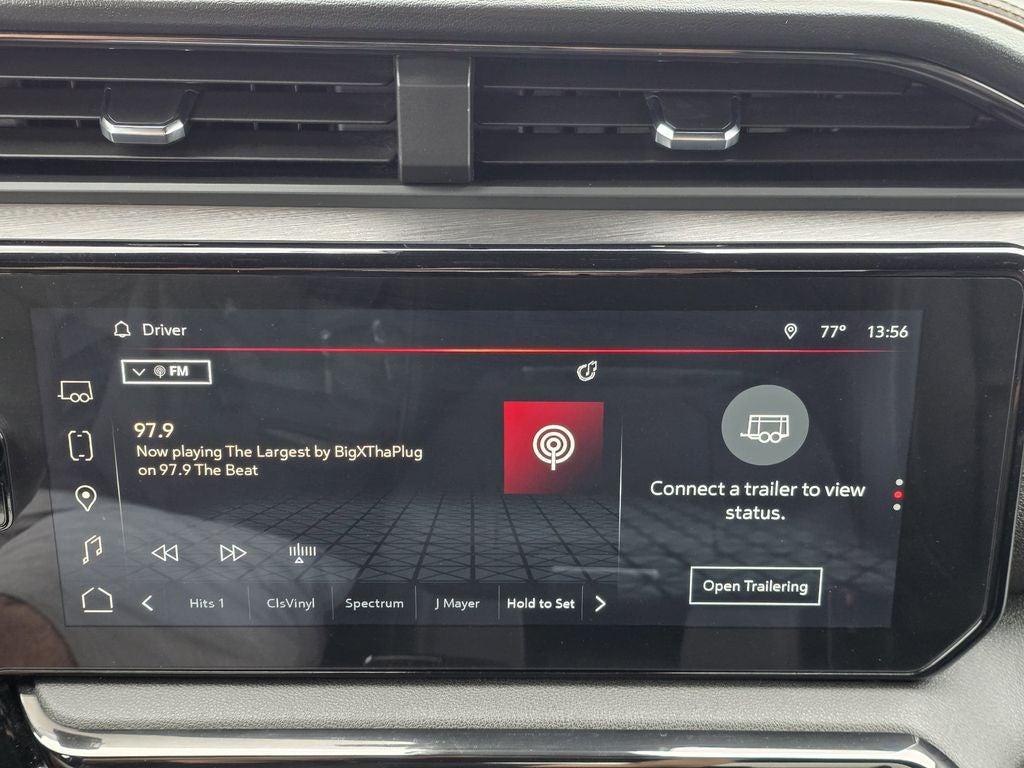 Driver
77° 13:56
FM
97.9
Now playing The Largest by BigXThaPlug
on 97.9 The Beat
Connect a trailer to view
status.
Open Trailering
Hits 1 ClsVinyl Spectrum J Mayer Hold to Set